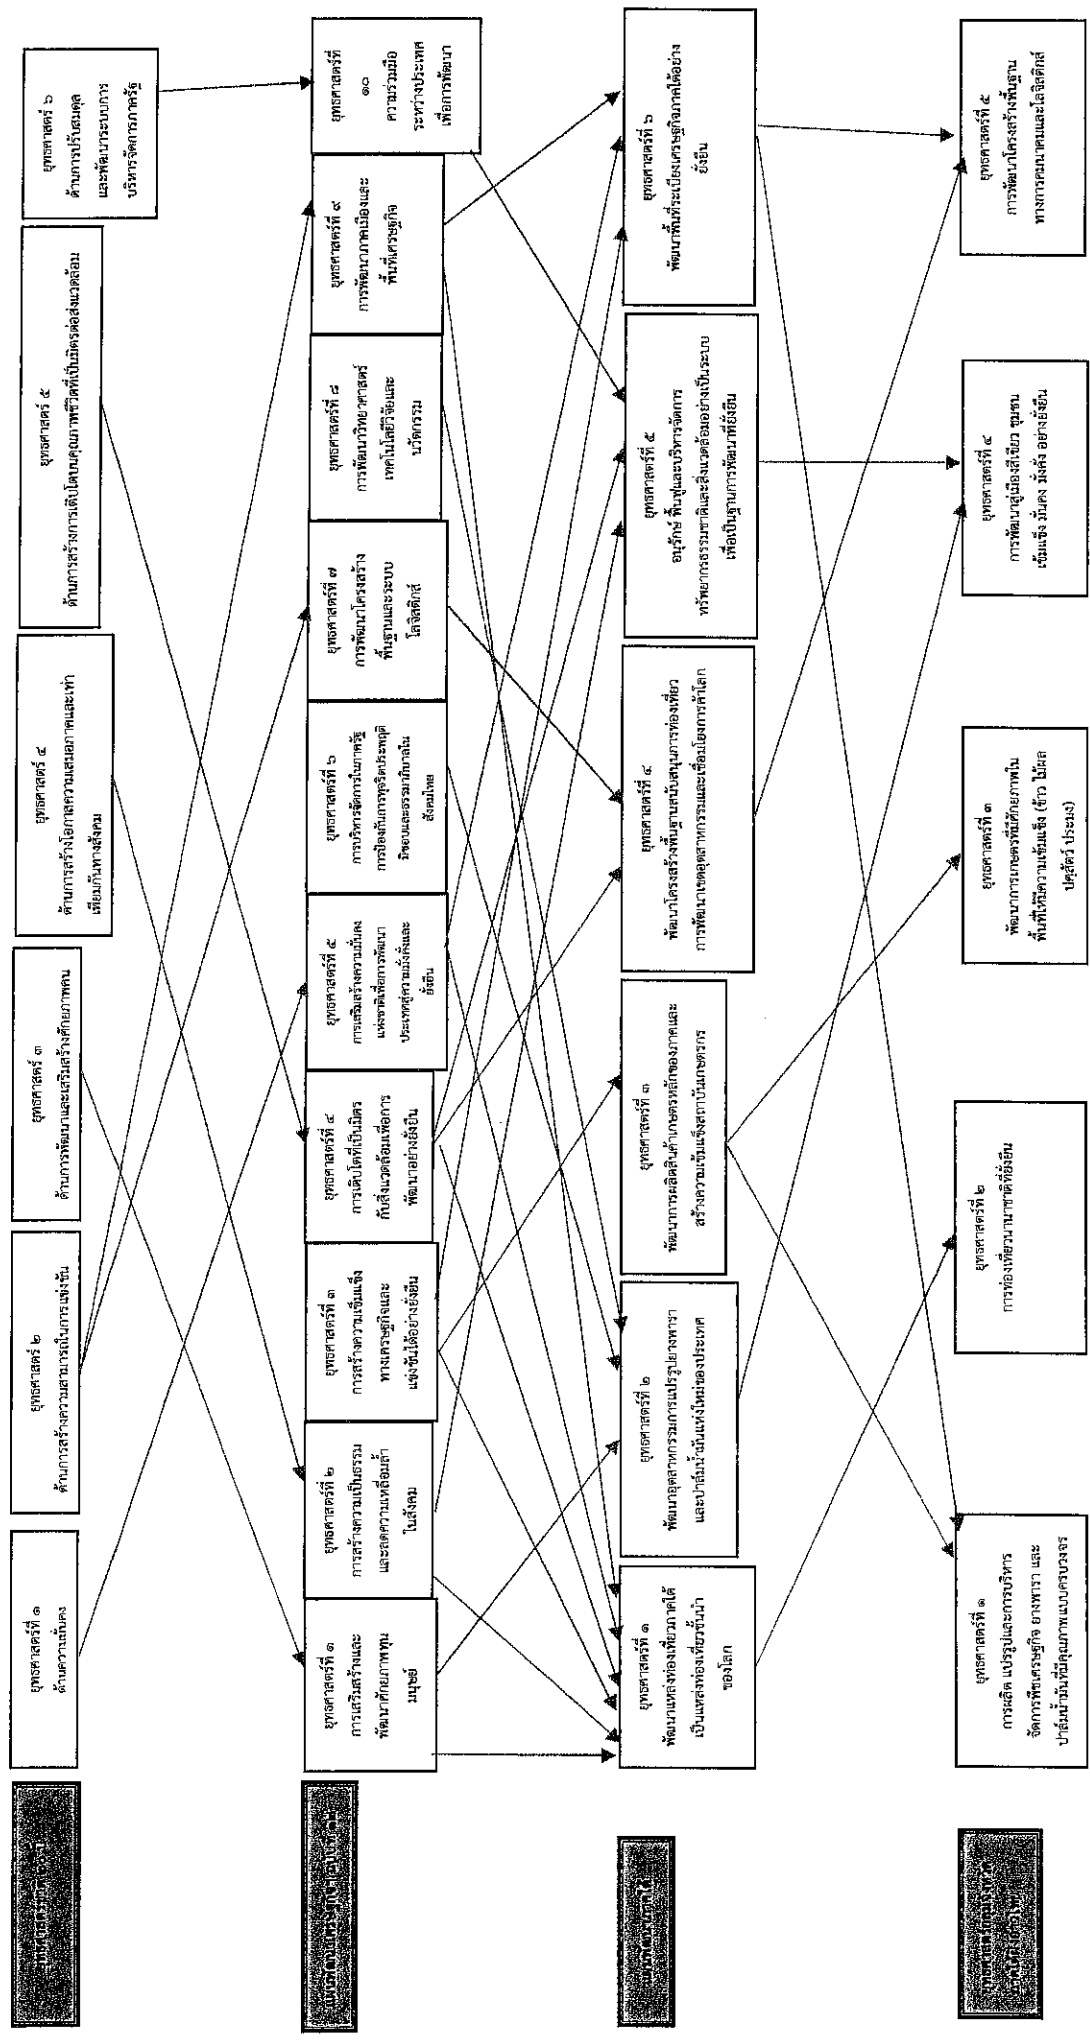 ยุทธศาสตร์ที่ ๑
ด้านความมั่นคง
ยุทธศาสตร์ ๒
ด้านการสร้างความสามารถในการแข่งขัน
ยุทธศาสตร์ ๓
ด้านการพัฒนาและเสริมสร้างศักยภาพคน
ยุทธศาสตร์ ๔
ด้านการสร้างโอกาสความเสมอภาคและเท่า
เทียมกันทางสังคม
ยุทธศาสตร์ ๕
ด้านการสร้างการเติบโตบนคุณภาพชีวิตที่เป็นมิตรต่อสิ่งแวดล้อม
ยุทธศาสตร์ ๖
ด้านการปรับสมดุล
และพัฒนาระบบการ
บริหารจัดการภาครัฐ
ยุทธศาสตร์ที่ ๑
การเสริมสร้างและ
พัฒนาศักยภาพทุน
มนุษย์
ยุทธศาสตร์ที่ ๒
การสร้างความเป็นธรรม
และลดความเหลื่อมล้ำ
ในสังคม
ยุทธศาสตร์ที่ ๓
การสร้างความเข้มแข็ง
ทางเศรษฐกิจและ
แข่งขันได้อย่างยั่งยืน
ยุทธศาสตร์ที่ ๔
การเติบโตที่เป็นมิตร
กับสิ่งแวดล้อมเพื่อการ
พัฒนาอย่างยั่งยืน
ยุทธศาสตร์ที่ ๕
การเสริมสร้างความมั่นคง
แห่งชาติเพื่อการพัฒนา
ประเทศสู่ความมั่งคั่งและ
ยั่งยืน
ยุทธศาสตร์ที่ ๖
การบริหารจัดการในภาครัฐ
การป้องกันการทุจริตประพฤติ
มิชอบและธรรมาภิบาลใน
สังคมไทย
ยุทธศาสตร์ที่ ๗
การพัฒนาโครงสร้าง
พื้นฐานและระบบ
โลจิสติกส์
ยุทธศาสตร์ที่ ๘
การพัฒนาวิทยาศาสตร์
เทคโนโลยีวิจัยและ
นวัตกรรม
ยุทธศาสตร์ที่ ๙
การพัฒนาภาคเมืองและ
พื้นที่เศรษฐกิจ
ยุทธศาสตร์ที่
๑๐
ความร่วมมือ
ระหว่างประเทศ
เพื่อการพัฒนา
แผนพัฒนาภาคใต้
ยุทธศาสตร์ที่ ๑
พัฒนาแหล่งท่องเที่ยวภาคใต้
เป็นแหล่งท่องเที่ยวชั้นนำ
ของโลก
ยุทธศาสตร์ที่ ๒
พัฒนาอุตสาหกรรมการแปรรูปยางพารา
และปาล์มน้ำมันแห่งใหม่ของประเทศ
ยุทธศาสตร์ที่ ๓
พัฒนาการผลิตสินค้าเกษตรหลักของภาคและ
สร้างความเข้มแข็งสถาบันเกษตรกร
ยุทธศาสตร์ที่ ๔
พัฒนาโครงสร้างพื้นฐานสนับสนุนการท่องเที่ยว
การพัฒนาเขตอุตสาหกรรมและเชื่อมโยงการค้าโลก
ยุทธศาสตร์ที่ ๕
อนุรักษ์ ฟื้นฟูและบริหารจัดการ
ทรัพยากรธรรมชาติและสิ่งแวดล้อมอย่างเป็นระบบ
เพื่อเป็นฐานการพัฒนาที่ยั่งยืน
ยุทธศาสตร์ที่ ๖
พัฒนาพื้นที่ระเบียงเศรษฐกิจภาคใต้อย่าง
ยั่งยืน
ยุทธศาสตร์ที่ ๑
การผลิต แปรรูปและการบริหาร
จัดการพืชเศรษฐกิจ ยางพารา และ
ปาล์มน้ำมันที่มีคุณภาพแบบครบวงจร
ยุทธศาสตร์ที่ ๒
การท่องเที่ยวนานาชาติที่ยั่งยืน
ยุทธศาสตร์ที่ ๓
พัฒนาการเกษตรที่มีศักยภาพใน
พื้นที่ให้มีความเข้มแข็ง (ข้าว ไม้ผล
ปศุสัตว์ ประมง)
ยุทธศาสตร์ที่ ๔
การพัฒนาสู่เมืองสีเขียว ชุมชน
เข้มแข็ง มั่นคง มั่งคั่ง อย่างยั่งยืน
ยุทธศาสตร์ที่ ๕
การพัฒนาโครงสร้างพื้นฐาน
ทางการคมนาคมและโลจิสติกส์